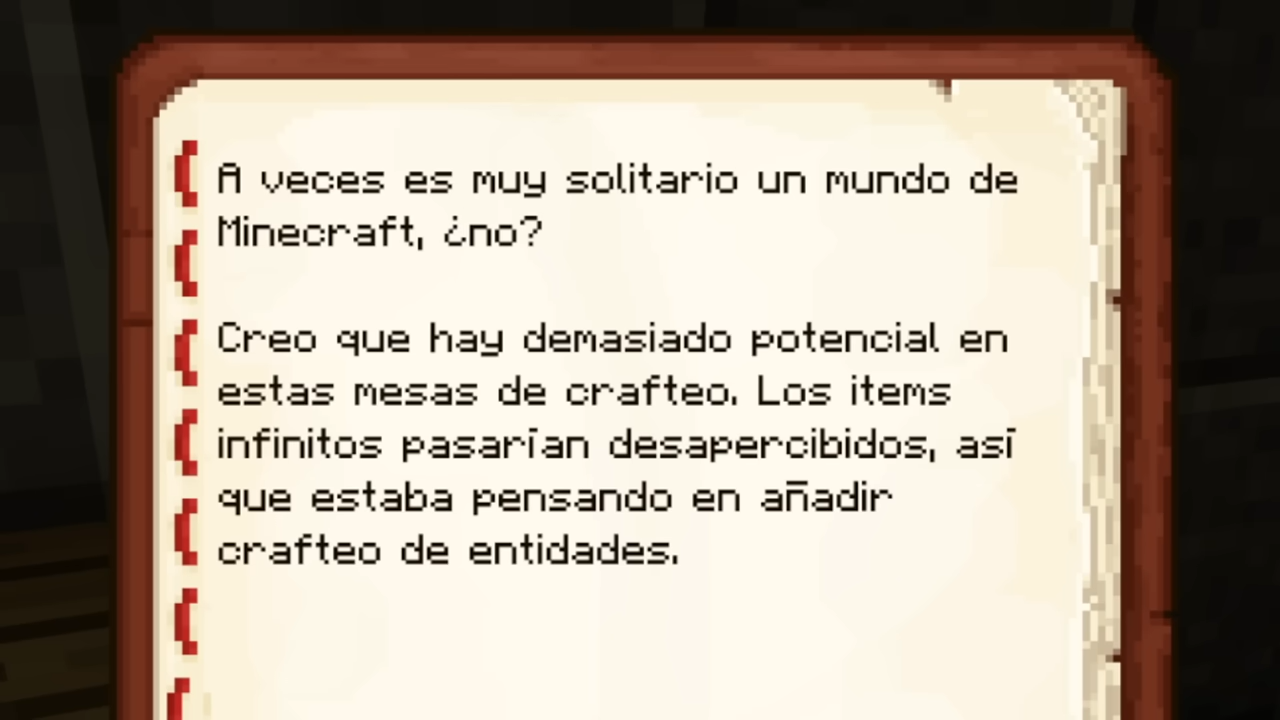 A veces es muy solitario un mundo de
Minecraft, ¿no?
Creo que hay demasiado potencial en
estas mesas de crafteo. Los items
infinitos pasarían desapercibidos, así
que estaba pensando en añadir
crafteo de entidades.